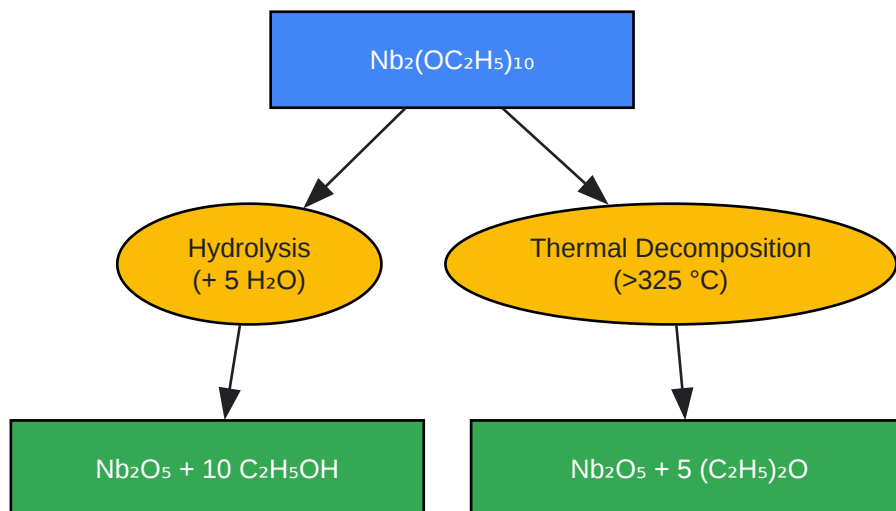 Nb₂(OC₂H₅)₁₀
Hydrolysis
(+ 5 H₂O)
Thermal Decomposition
(>325 °C)
Nb₂O₅ + 10 C₂H₅OH
Nb₂O₅ + 5 (C₂H₅)₂O